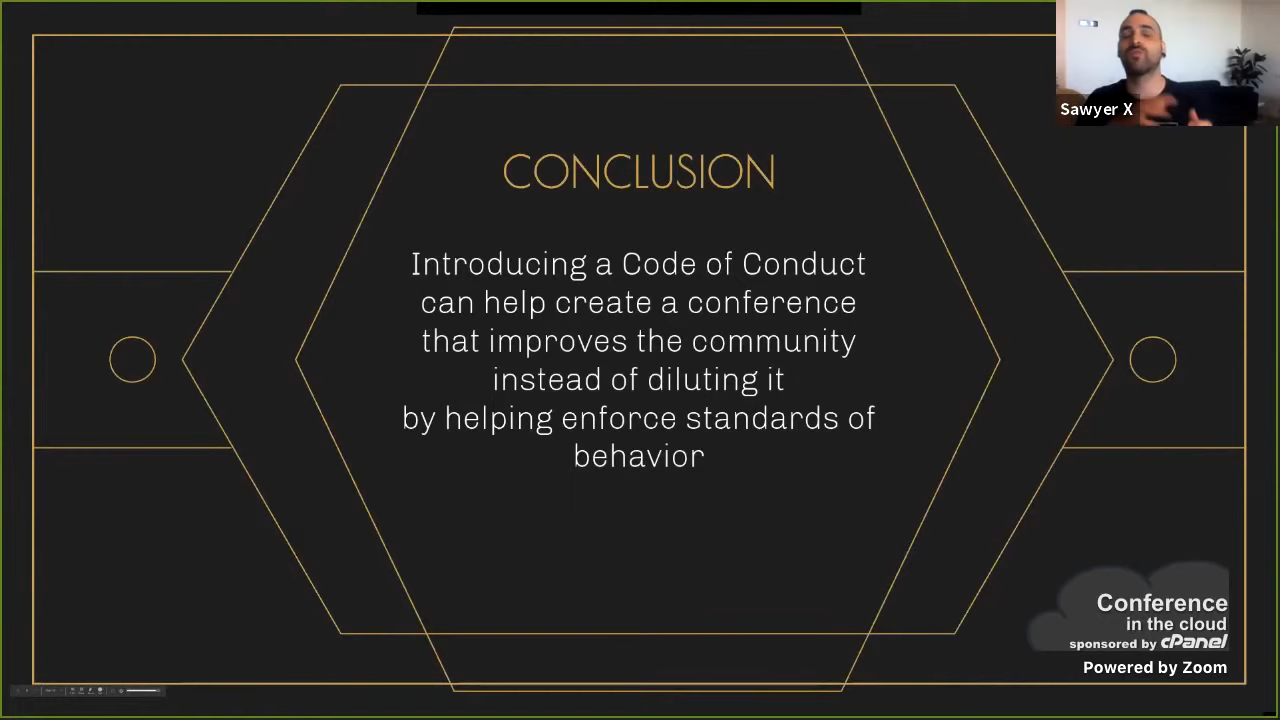 Sawyer X
CONCLUSION
Introducing a Code of Conduct
can help create a conference
that improves the community
instead of diluting it
by helping enforce standards of
behavior
Conference
in the cloud
sponsored by cPanel
Powered by Zoom